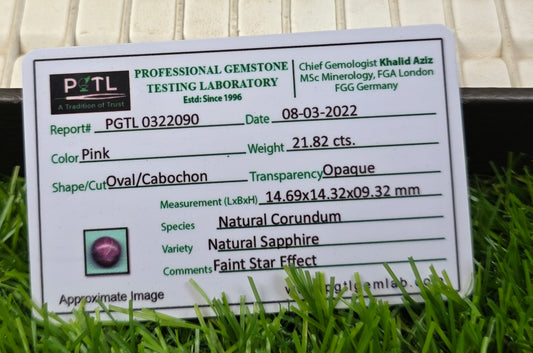 PGTL
A Tradition of Trust
PROFESSIONAL GEMSTONE
TESTING LABORATORY
Estd: Since 1996
Chief Gemologist Khalid Aziz
MSc Minerology, FGA London
FGG Germany
Report# PGTL 0322090 Date 08-03-2022
Color Pink Weight 21.82 cts.
Shape/Cut Oval/Cabochon Transparency Opaque
Measurement (LxBxH) 14.69x14.32x09.32 mm
Species Natural Corundum
Variety Natural Sapphire
Comments Faint Star Effect
Approximate Image